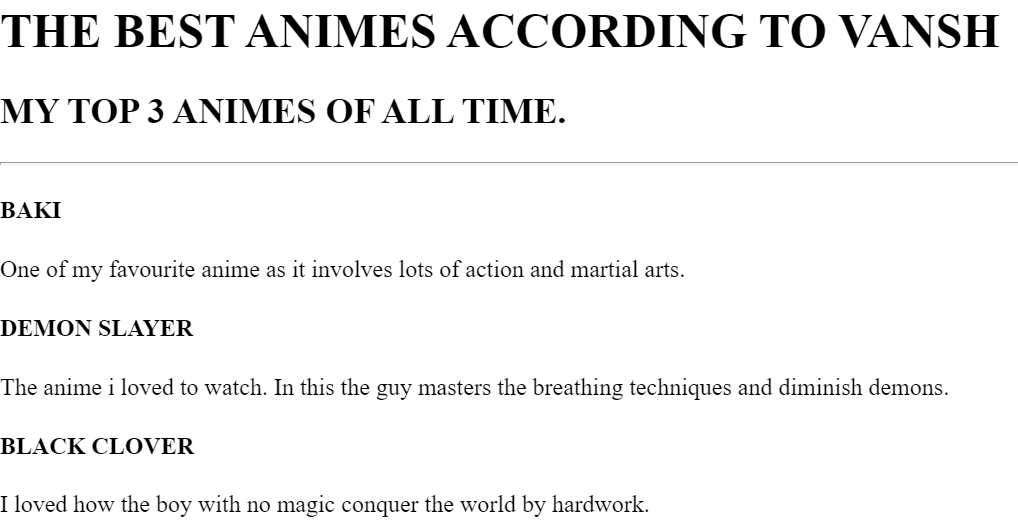 THE BEST ANIMES ACCORDING TO VANSH
MY TOP 3 ANIMES OF ALL TIME.
BAKI
One of my favourite anime as it involves lots of action and martial arts.
DEMON SLAYER
The anime i loved to watch. In this the guy masters the breathing techniques and diminish demons.
BLACK CLOVER
I loved how the boy with no magic conquer the world by hardwork.